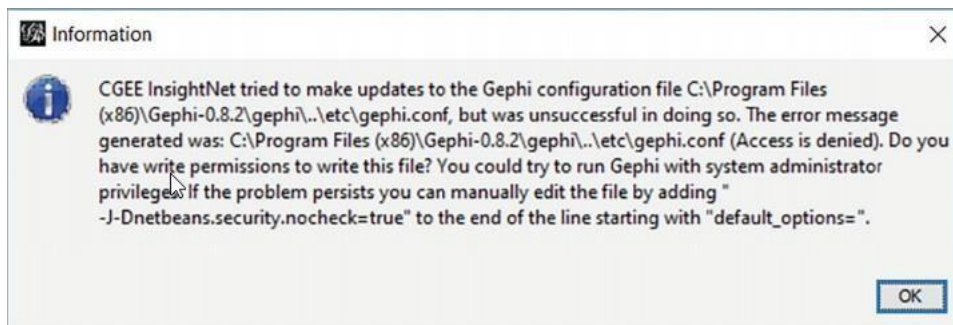 Information
CGEE InsightNet tried to make updates to the Gephi configuration file C:\Program Files
(x86)\Gephi-0.8.2\gephi\..\etc\gephi.conf, but was unsuccessful in doing so. The error message
generated was: C:\Program Files (x86)\Gephi-0.8.2\gephi\..\etc\gephi.conf (Access is denied). Do you
have write permissions to write this file? You could try to run Gephi with system administrator
privileges. If the problem persists you can manually edit the file by adding "
-J-Dnetbeans.security.nocheck=true" to the end of the line starting with "default_options=".
OK